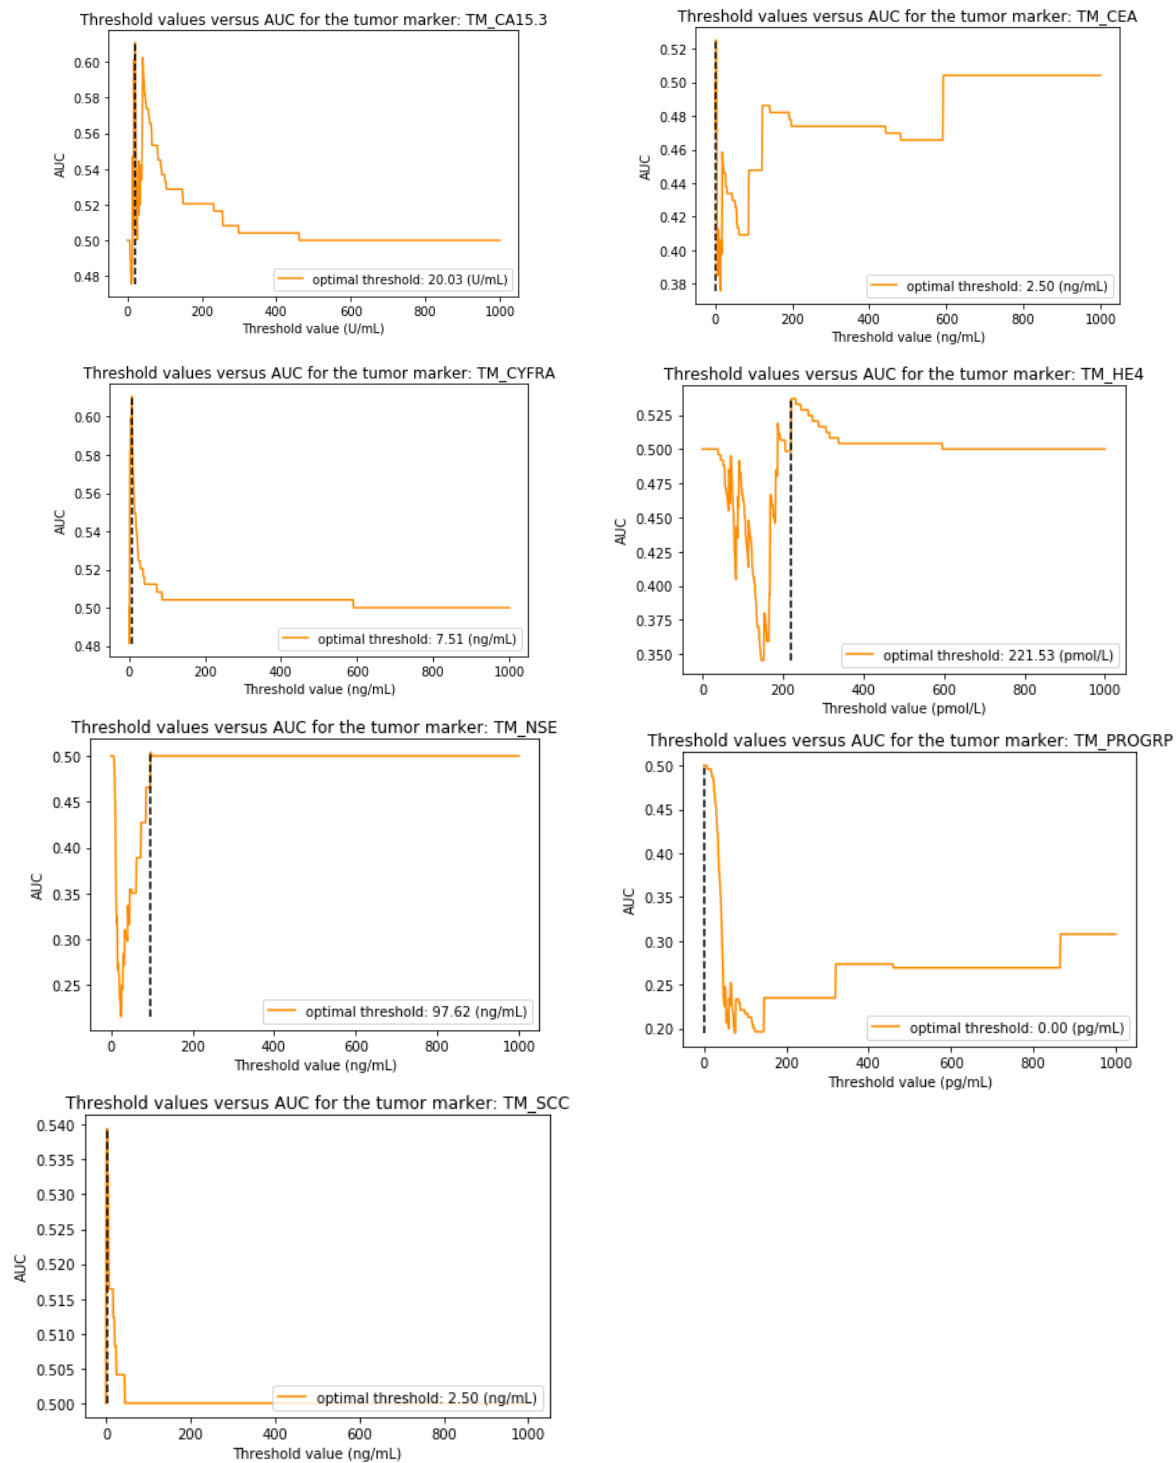 Threshold values versus AUC for the tumor marker: TM_CA15.3
0.60
0.58
0.56
0.54
0.52
0.50
0.48
AUC
optimal threshold: 20.03 (U/mL)
0 200 400 600 800 1000
Threshold value (U/mL)
Threshold values versus AUC for the tumor marker: TM_CEA
0.52
0.50
0.48
0.46
0.44
0.42
0.40
0.38
AUC
optimal threshold: 2.50 (ng/mL)
0 200 400 600 800 1000
Threshold value (ng/mL)
Threshold values versus AUC for the tumor marker: TM_CYFRA
0.60
0.58
0.56
0.54
0.52
0.50
0.48
AUC
optimal threshold: 7.51 (ng/mL)
0 200 400 600 800 1000
Threshold value (ng/mL)
Threshold values versus AUC for the tumor marker: TM_HE4
0.525
0.500
0.475
0.450
0.425
0.400
0.375
0.350
AUC
optimal threshold: 221.53 (pmol/L)
0 200 400 600 800 1000
Threshold value (pmol/L)
Threshold values versus AUC for the tumor marker: TM_NSE
0.50
0.45
0.40
0.35
0.30
0.25
AUC
optimal threshold: 97.62 (ng/mL)
0 200 400 600 800 1000
Threshold value (ng/mL)
Threshold values versus AUC for the tumor marker: TM_PROGRP
0.50
0.45
0.40
0.35
0.30
0.25
0.20
AUC
optimal threshold: 0.00 (pg/mL)
0 200 400 600 800 1000
Threshold value (pg/mL)
Threshold values versus AUC for the tumor marker: TM_SCC
0.540
0.535
0.530
0.525
0.520
0.515
0.510
0.505
0.500
AUC
optimal threshold: 2.50 (ng/mL)
0 200 400 600 800 1000
Threshold value (ng/mL)